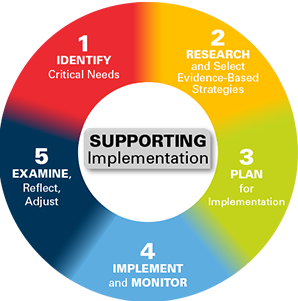 1
IDENTIFY
Critical Needs
2
RESEARCH
and Select
Evidence-Based
Strategies
3
PLAN
for
Implementation
4
IMPLEMENT
and MONITOR
5
EXAMINE,
Reflect,
Adjust
SUPPORTING
Implementation